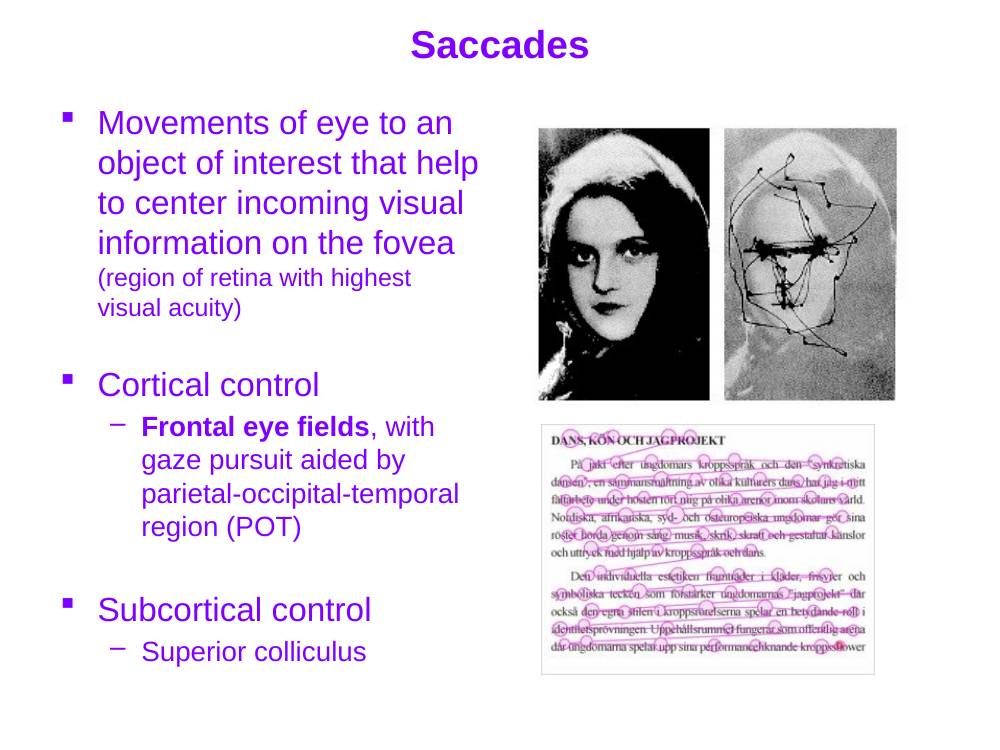 Saccades
▪ Movements of eye to an
object of interest that help
to center incoming visual
information on the fovea
(region of retina with highest
visual acuity)
▪ Cortical control
– Frontal eye fields, with
gaze pursuit aided by
parietal-occipital-temporal
region (POT)
▪ Subcortical control
– Superior colliculus
DANS, KÖN OCH JAGPROJEKT
På jakt efter ungdomars kroppsspråk och den "synkretiska
dansen", en sammansmältning av olika kulturers dans, har jag i mitt
fältarbete under hösten rört mig på olika arenor inom skolans värld.
Nordiska, afrikanska, syd- och östeuropeiska ungdomar gör sina
röster hörda genom sång, musik, skrik, skratt och gestaltar känslor
och uttryck med hjälp av kroppsspråk och dans.
Den individuella estetiken framträder i kläder, frisyrer och
symboliska tecken som förstärker ungdomarnas "jagprojekt" där
också den egna stilen i kroppsrörelserna spelar en betydande roll i
identitetsprövningen. Uppehållsrummet fungerar som offentlig arena
där ungdomarna spelar upp sina performanceliknande kroppsshower